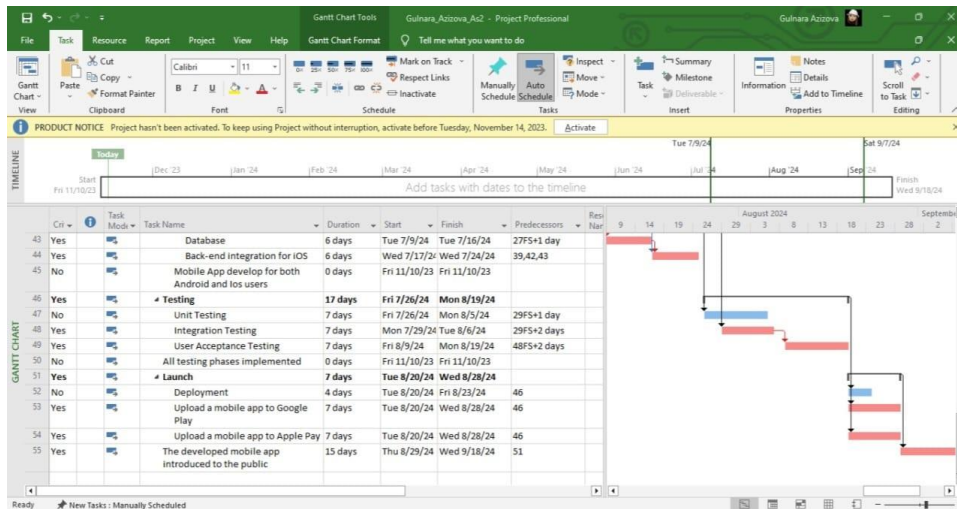 Gantt Chart Tools Gulnara_Azizova_As2 - Project Professional Gulnara Azizova
File Task Resource Report Project View Help Gantt Chart Format Tell me what you want to do
Gantt Chart Paste Cut Copy Format Painter Calibri 11 B I U A 0% 25% 50% 75% 100% Mark on Track Respect Links Inactivate Manually Schedule Auto Schedule Inspect Move Mode Task Summary Milestone Deliverable Information Notes Details Add to Timeline Scroll to Task
View Clipboard Font Schedule Tasks Insert Properties Editing
PRODUCT NOTICE Project hasn't been activated. To keep using Project without interruption, activate before Tuesday, November 14, 2023. Activate
TIMELINE
Tue 7/9/24 Sat 9/7/24
Today
Dec '23 Jan '24 Feb '24 Mar '24 Apr '24 May '24 Jun '24 Jul '24 Aug '24 Sep '24
Start Fri 11/10/23 Add tasks with dates to the timeline Finish Wed 9/18/24
GANTT CHART
Cri Task Mode Task Name Duration Start Finish Predecessors
August 2024
9 14 19 24 29 3 8 13 18 23 28 2
43 Yes Database 6 days Tue 7/9/24 Tue 7/16/24 27FS+1 day
44 Yes Back-end integration for iOS 6 days Wed 7/17/24 Wed 7/24/24 39,42,43
45 No Mobile App develop for both Android and Ios users 0 days Fri 11/10/23 Fri 11/10/23
46 Yes Testing 17 days Fri 7/26/24 Mon 8/19/24
47 No Unit Testing 7 days Fri 7/26/24 Mon 8/5/24 29FS+1 day
48 Yes Integration Testing 7 days Mon 7/29/24 Tue 8/6/24 29FS+2 days
49 Yes User Acceptance Testing 7 days Fri 8/9/24 Mon 8/19/24 48FS+2 days
50 No All testing phases implemented 0 days Fri 11/10/23 Fri 11/10/23
51 Yes Launch 7 days Tue 8/20/24 Wed 8/28/24
52 No Deployment 4 days Tue 8/20/24 Fri 8/23/24 46
53 Yes Upload a mobile app to Google Play 7 days Tue 8/20/24 Wed 8/28/24 46
54 Yes Upload a mobile app to Apple Pay 7 days Tue 8/20/24 Wed 8/28/24 46
55 Yes The developed mobile app introduced to the public 15 days Thu 8/29/24 Wed 9/18/24 51
Ready New Tasks : Manually Scheduled